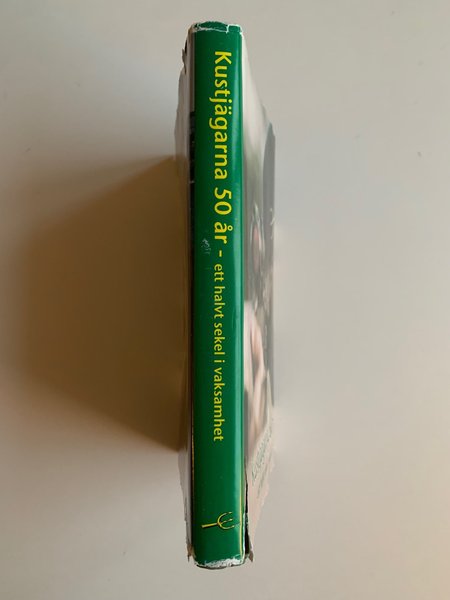 Kustjägarna 50 år - ett halvt sekel i vaksamhet